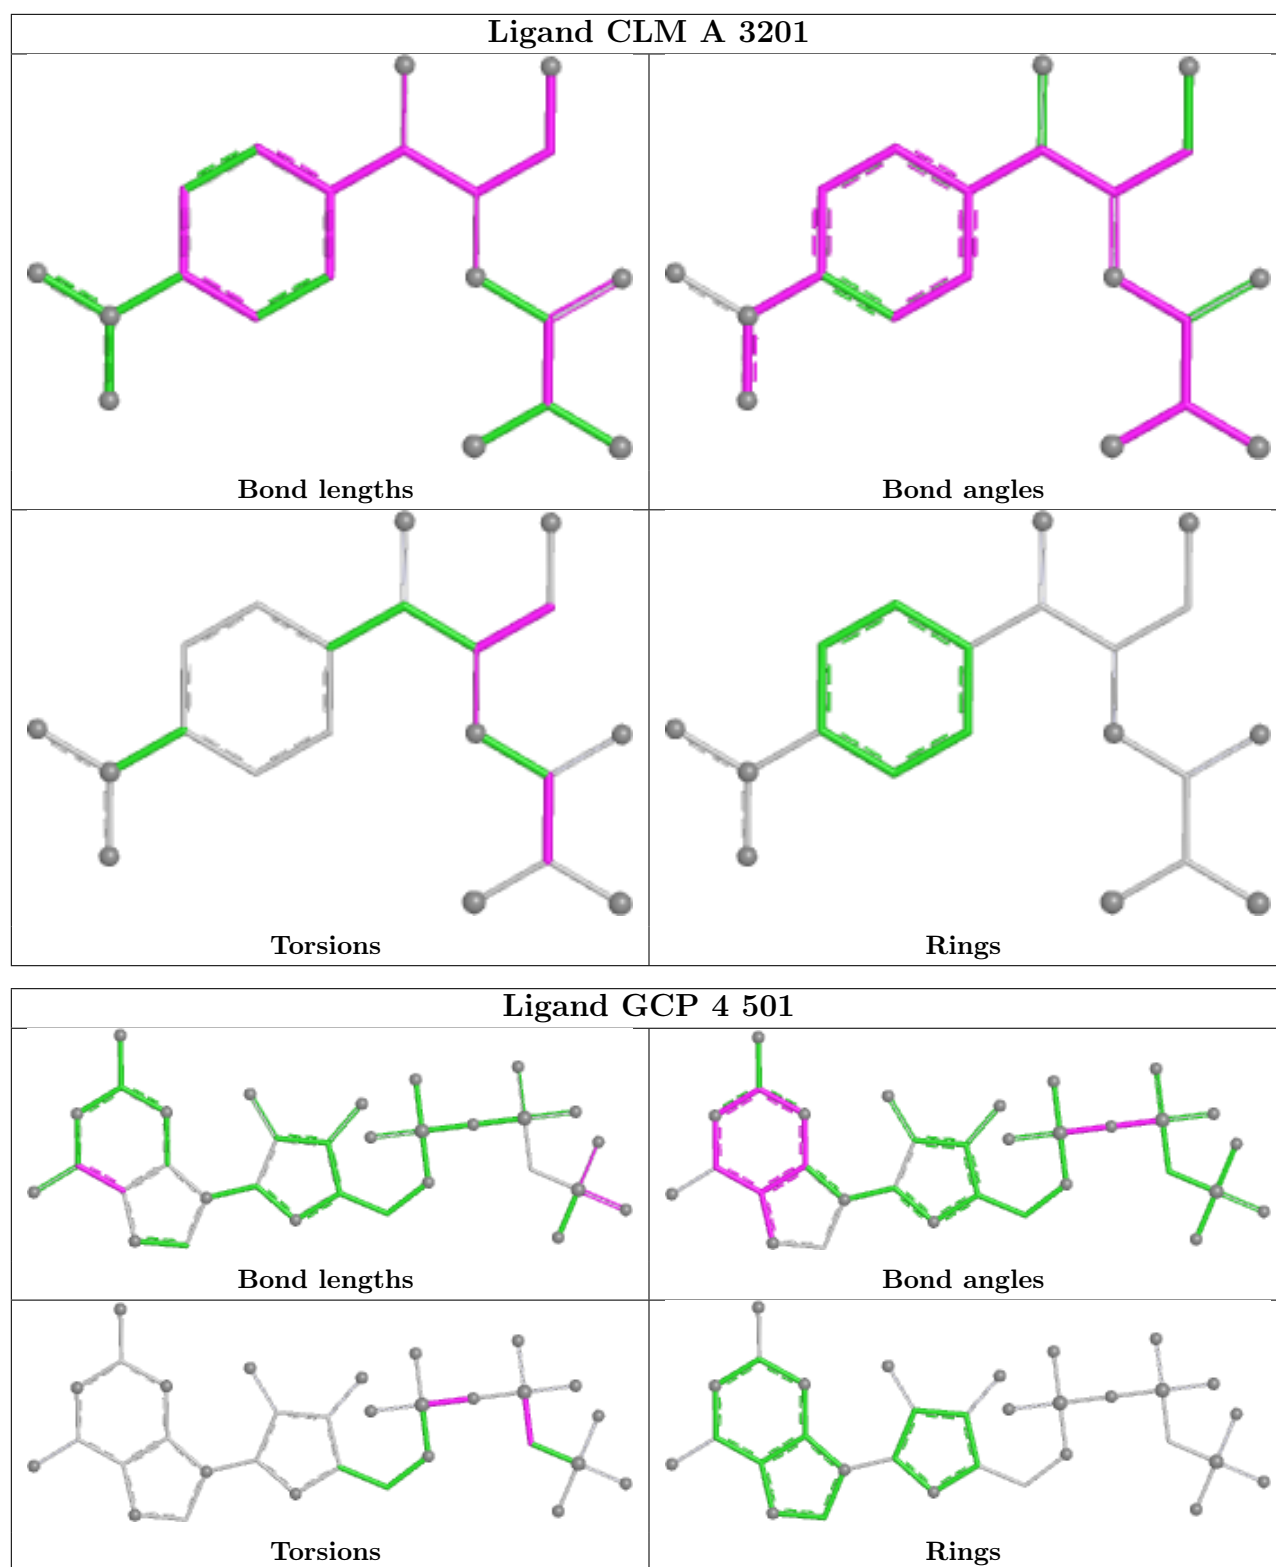 Ligand CLM A 3201
Bond lengths
Bond angles
Torsions
Rings
Ligand GCP 4 501
Bond lengths
Bond angles
Torsions
Rings